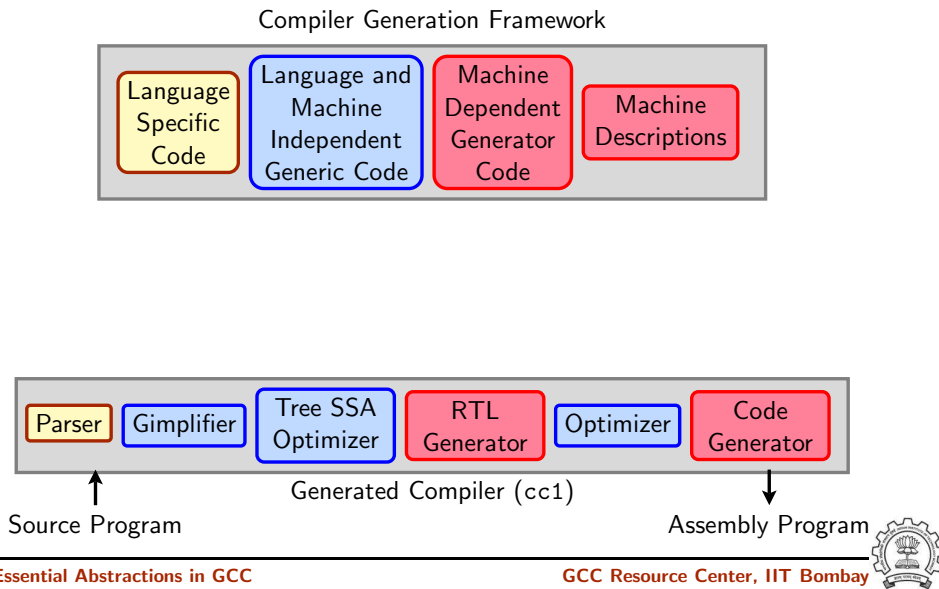 Compiler Generation Framework
Language
Specific
Code
Language and
Machine
Independent
Generic Code
Machine
Dependent
Generator
Code
Machine
Descriptions
Parser
Gimplifier
Tree SSA
Optimizer
RTL
Generator
Optimizer
Code
Generator
Generated Compiler (cc1)
Source Program
Assembly Program
Essential Abstractions in GCC
GCC Resource Center, IIT Bombay